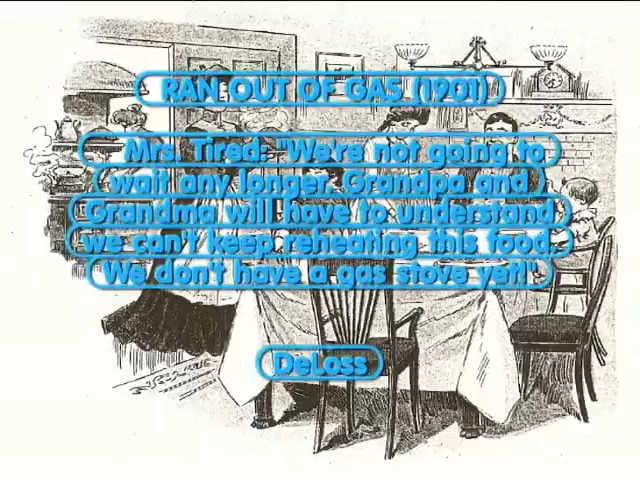 RAN OUT OF GAS (1901)
Mrs. Tired: "We're not going to
wait any longer. Grandpa and
Grandma will have to understand
we can't keep reheating this food.
We don't have a gas stove yet!"
DeLoss